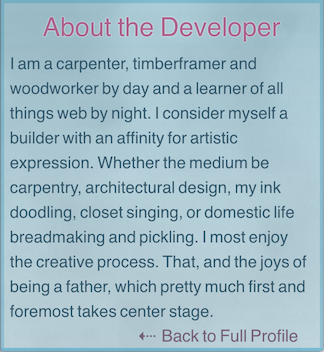 About the Developer
I am a carpenter, timberframer and
woodworker by day and a learner of all
things web by night. I consider myself a
builder with an affinity for artistic
expression. Whether the medium be
carpentry, architectural design, my ink
doodling, closet singing, or domestic life
breadmaking and pickling. I most enjoy
the creative process. That, and the joys of
being a father, which pretty much first and
foremost takes center stage.
⇠ Back to Full Profile